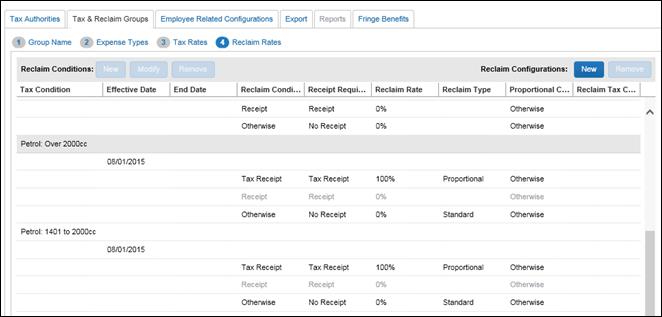 Tax Authorities Tax & Reclaim Groups Employee Related Configurations Export Reports Fringe Benefits
1 Group Name 2 Expense Types 3 Tax Rates 4 Reclaim Rates
Reclaim Conditions: New Modify Remove Reclaim Configurations: New Remove
Tax Condition Effective Date End Date Reclaim Condi... Receipt Requi... Reclaim Rate Reclaim Type Proportional C... Reclaim Tax C...
Receipt Receipt 0% Otherwise
Otherwise No Receipt 0% Otherwise
Petrol: Over 2000cc
08/01/2015
Tax Receipt Tax Receipt 100% Proportional Otherwise
Receipt Receipt 0% Otherwise
Otherwise No Receipt 0% Standard Otherwise
Petrol: 1401 to 2000cc
08/01/2015
Tax Receipt Tax Receipt 100% Proportional Otherwise
Receipt Receipt 0% Otherwise
Otherwise No Receipt 0% Standard Otherwise